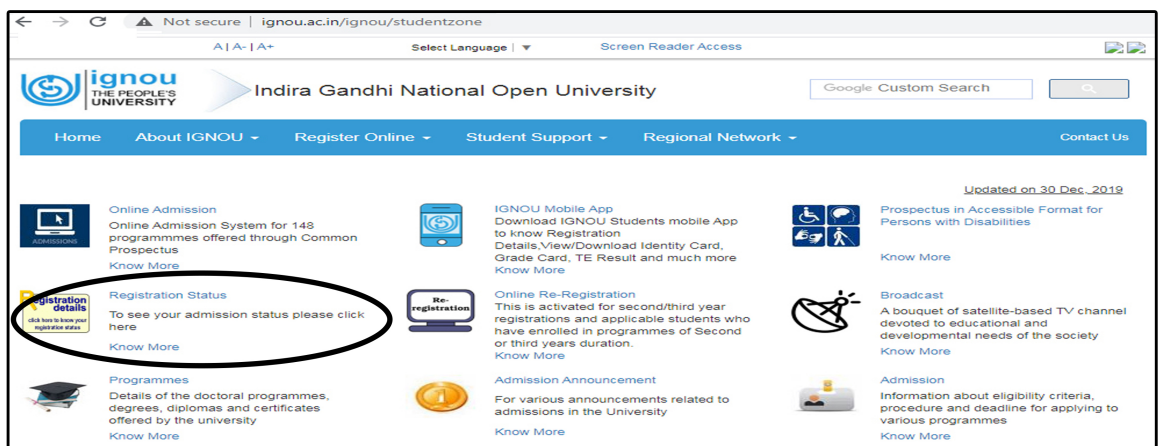 Not secure | ignou.ac.in/ignou/studentzone
A | A- | A+ Select Language | ▼ Screen Reader Access
ignou
THE PEOPLE'S
UNIVERSITY
Indira Gandhi National Open University
Google Custom Search
Home About IGNOU Register Online Student Support Regional Network Contact Us
Updated on 30 Dec, 2019
ADMISSIONS
Online Admission
Online Admission System for 148
programmmes offered through Common
Prospectus
Know More
IGNOU Mobile App
Download IGNOU Students mobile App
to know Registration
Details,View/Download Identity Card,
Grade Card, TE Result and much more
Know More
Prospectus in Accessible Format for
Persons with Disabilities
Know More
Registration
details
click here to know your
registration status
Registration Status
To see your admission status please click
here
Know More
Re-
registration
Online Re-Registration
This is activated for second/third year
registrations and applicable students who
have enrolled in programmes of Second
or third years duration.
Know More
Broadcast
A bouquet of satellite-based TV channel
devoted to educational and
developmental needs of the society
Know More
Programmes
Details of the doctoral programmes,
degrees, diplomas and certificates
offered by the university
Know More
1
Admission Announcement
For various announcements related to
admissions in the University
Know More
Admission
Information about eligibility criteria,
procedure and deadline for applying to
various programmes
Know More